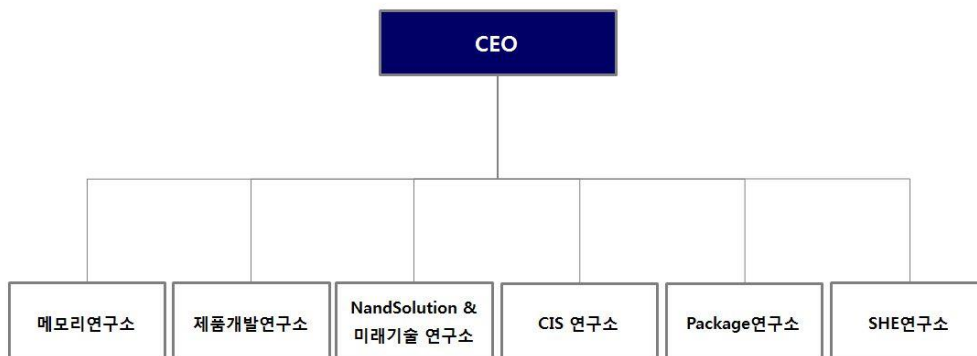 CEO
메모리연구소
제품개발연구소
NandSolution &
미래기술 연구소
CIS 연구소
Package연구소
SHE연구소